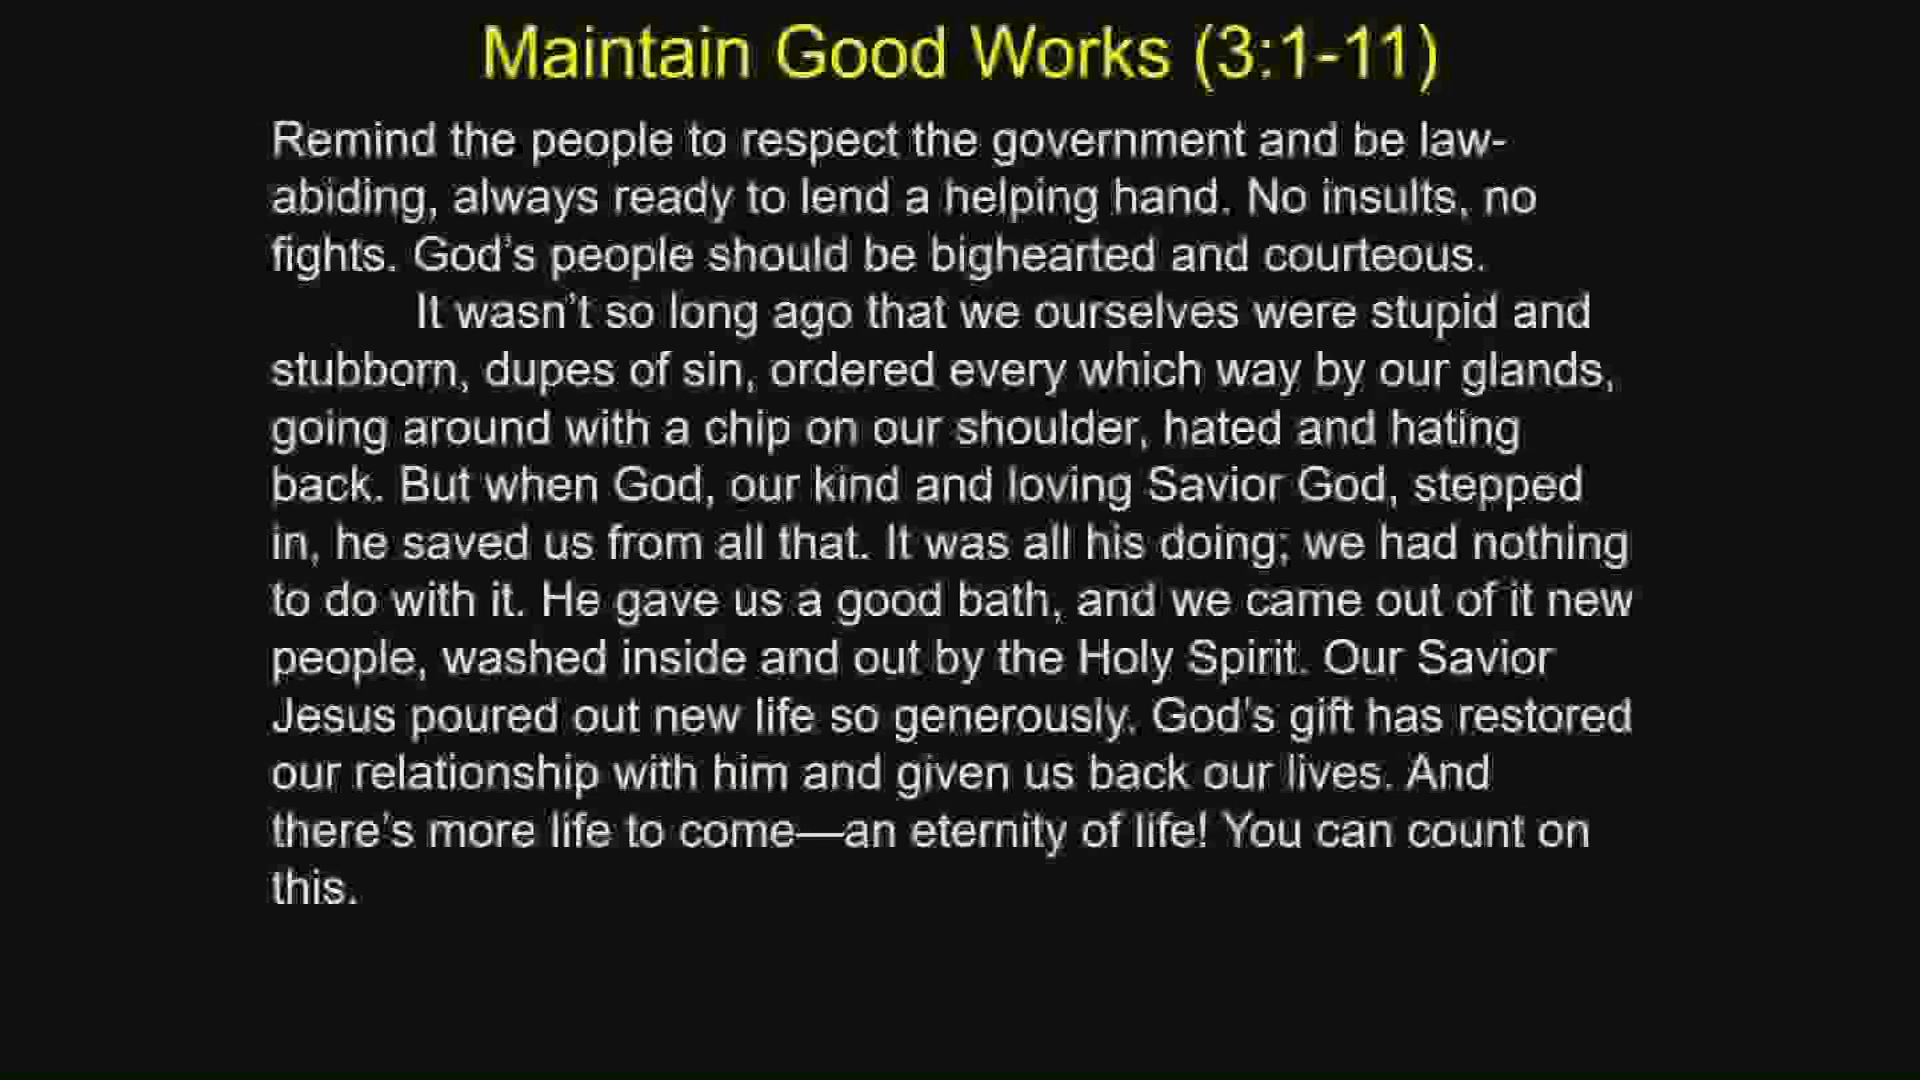 Maintain Good Works (3:1-11)
Remind the people to respect the government and be law-
abiding, always ready to lend a helping hand. No insults, no
fights. God’s people should be bighearted and courteous.
It wasn’t so long ago that we ourselves were stupid and
stubborn, dupes of sin, ordered every which way by our glands,
going around with a chip on our shoulder, hated and hating
back. But when God, our kind and loving Savior God, stepped
in, he saved us from all that. It was all his doing; we had nothing
to do with it. He gave us a good bath, and we came out of it new
people, washed inside and out by the Holy Spirit. Our Savior
Jesus poured out new life so generously. God’s gift has restored
our relationship with him and given us back our lives. And
there’s more life to come—an eternity of life! You can count on
this.